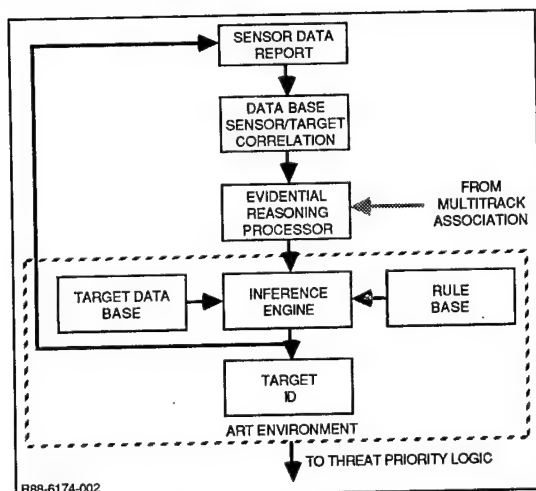 SENSOR DATA
REPORT
DATA BASE
SENSOR/TARGET
CORRELATION
EVIDENTIAL
REASONING
PROCESSOR
FROM
MULTITRACK
ASSOCIATION
TARGET DATA
BASE
INFERENCE
ENGINE
RULE
BASE
TARGET
ID
ART ENVIRONMENT
TO THREAT PRIORITY LOGIC
R88-6174-002